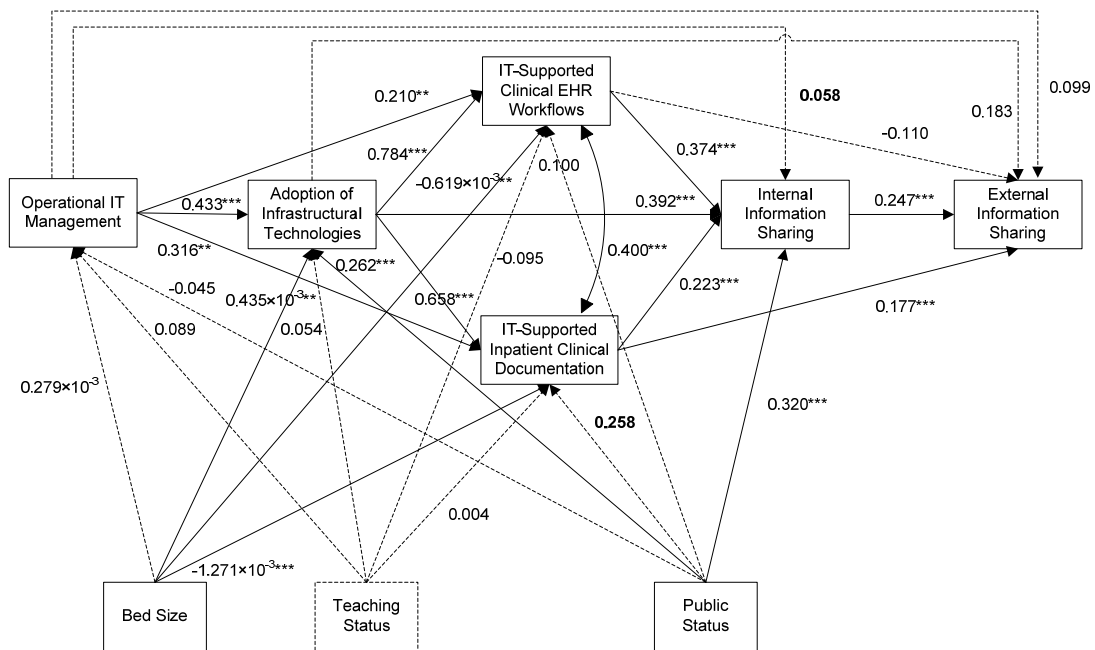 IT-Supported
Clinical EHR
Workflows
0.210**
0.058
0.183
0.099
-0.110
0.784***
0.100
0.374***
-0.619×10-3**
Operational IT
Management
0.433***
Adoption of
Infrastructural
Technologies
0.392***
Internal
Information
Sharing
0.247***
External
Information
Sharing
0.316**
0.262***
-0.095
0.400***
-0.045
0.435×10-3**
0.658***
0.223***
0.177***
0.089
0.054
IT-Supported
Inpatient Clinical
Documentation
0.279×10-3
0.320***
0.258
0.004
-1.271×10-3***
Bed Size
Teaching
Status
Public
Status